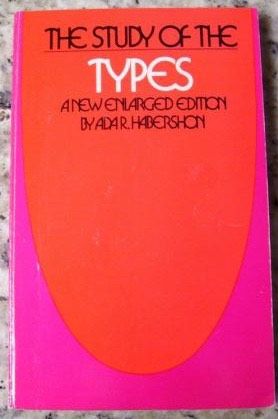 THE STUDY OF THE
TYPES
A NEW ENLARGED EDITION
BY ADA R. HABERSHON